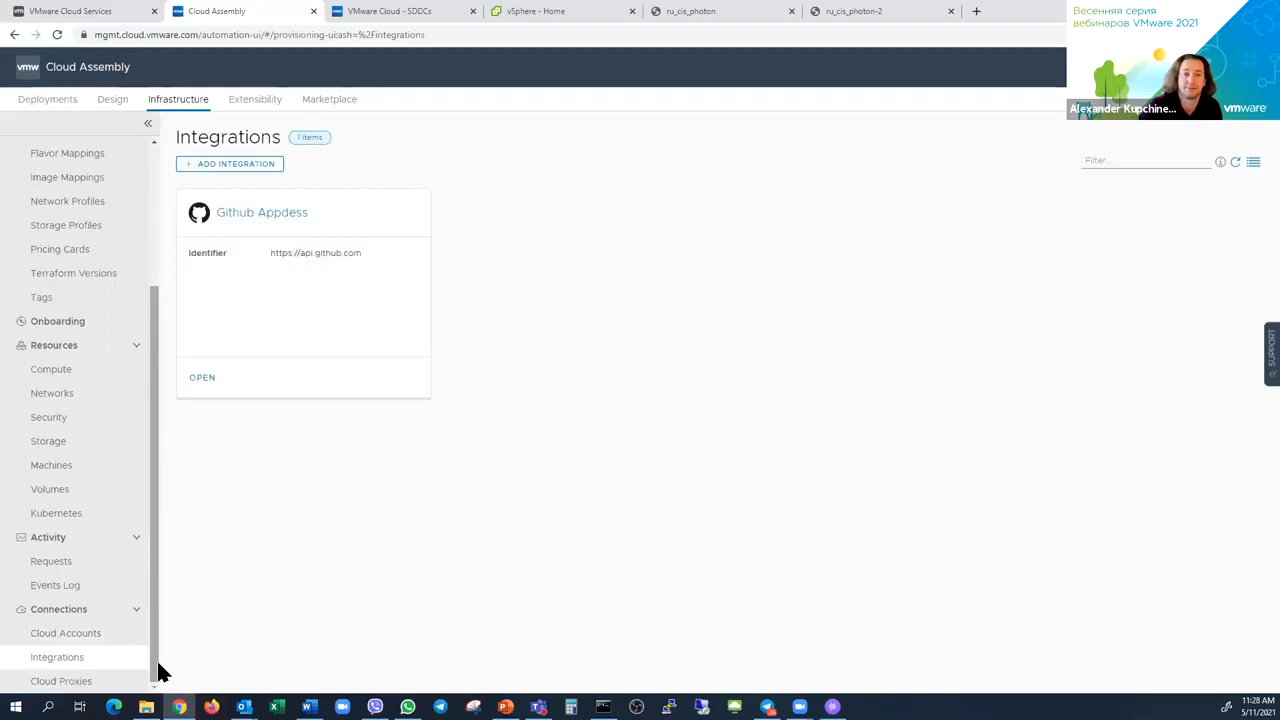 VMware Cloud Services
Cloud Assembly
VMware Cloud - SDDCs
vSphere - Home
ru_cis_photon
ru_cis_photon-2
mgmt.cloud.vmware.com/automation-ui/#/provisioning-ui;ash=%2Fintegrations
vmw Cloud Assembly
Deployments
Design
Infrastructure
Extensibility
Marketplace
Весенняя серия
вебинаров VMware 2021
Alexander Kupchine...
vmware
Flavor Mappings
Image Mappings
Network Profiles
Storage Profiles
Pricing Cards
Terraform Versions
Tags
Onboarding
Resources
Compute
Networks
Security
Storage
Machines
Volumes
Kubernetes
Activity
Requests
Events Log
Connections
Cloud Accounts
Integrations
Cloud Proxies
Integrations
1 items
+ ADD INTEGRATION
Filter...
Github Appdess
Identifier https://api.github.com
OPEN
SUPPORT
11:28 AM
5/11/2021